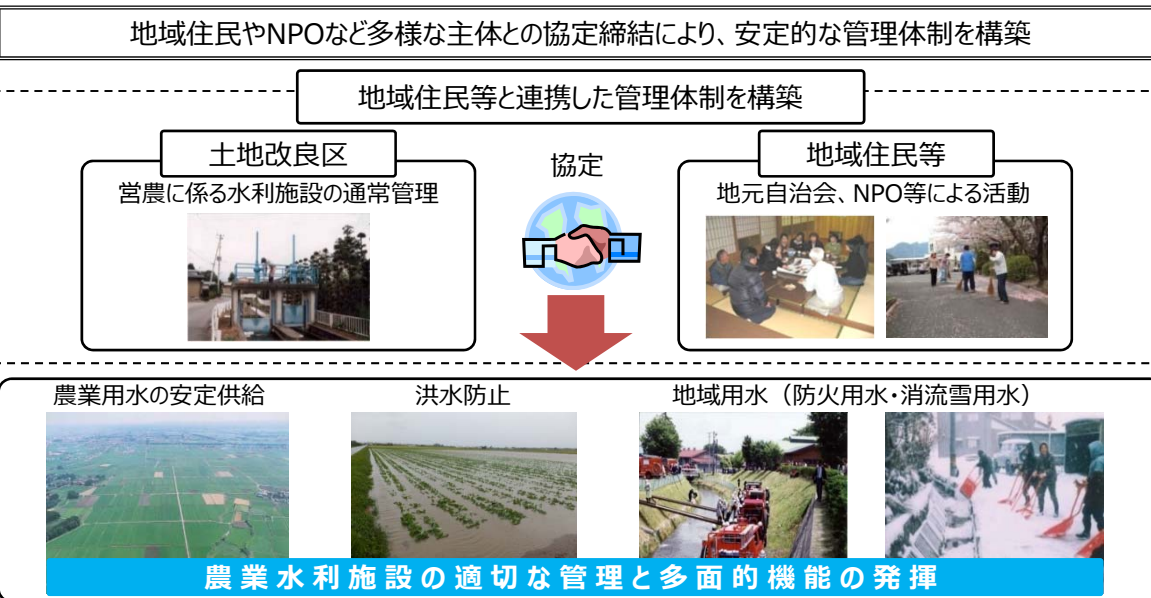 地域住民やNPOなど多様な主体との協定締結により、安定的な管理体制を構築
地域住民等と連携した管理体制を構築
土地改良区
営農に係る水利施設の通常管理
協定
地域住民等
地元自治会、NPO等による活動
農業用水の安定供給
洪水防止
地域用水（防火用水・消流雪用水）
農業水利施設の適切な管理と多面的機能の発揮